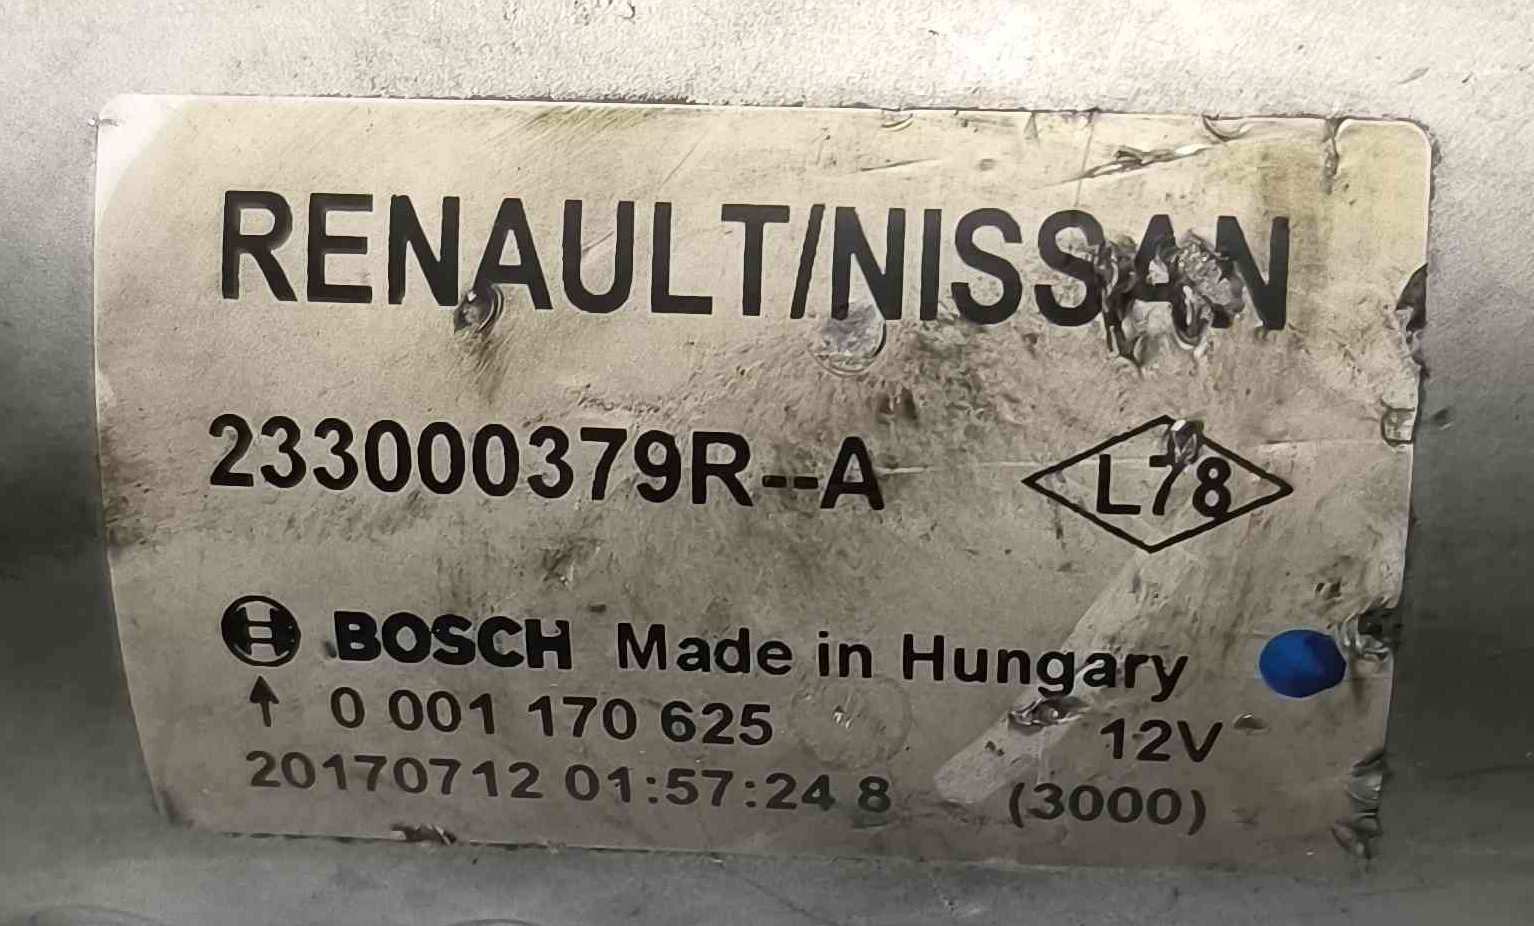 RENAULT/NISSAN
233000379R--A
L78
BOSCH Made in Hungary
0 001 170 625 12V
20170712 01:57:24 8 (3000)